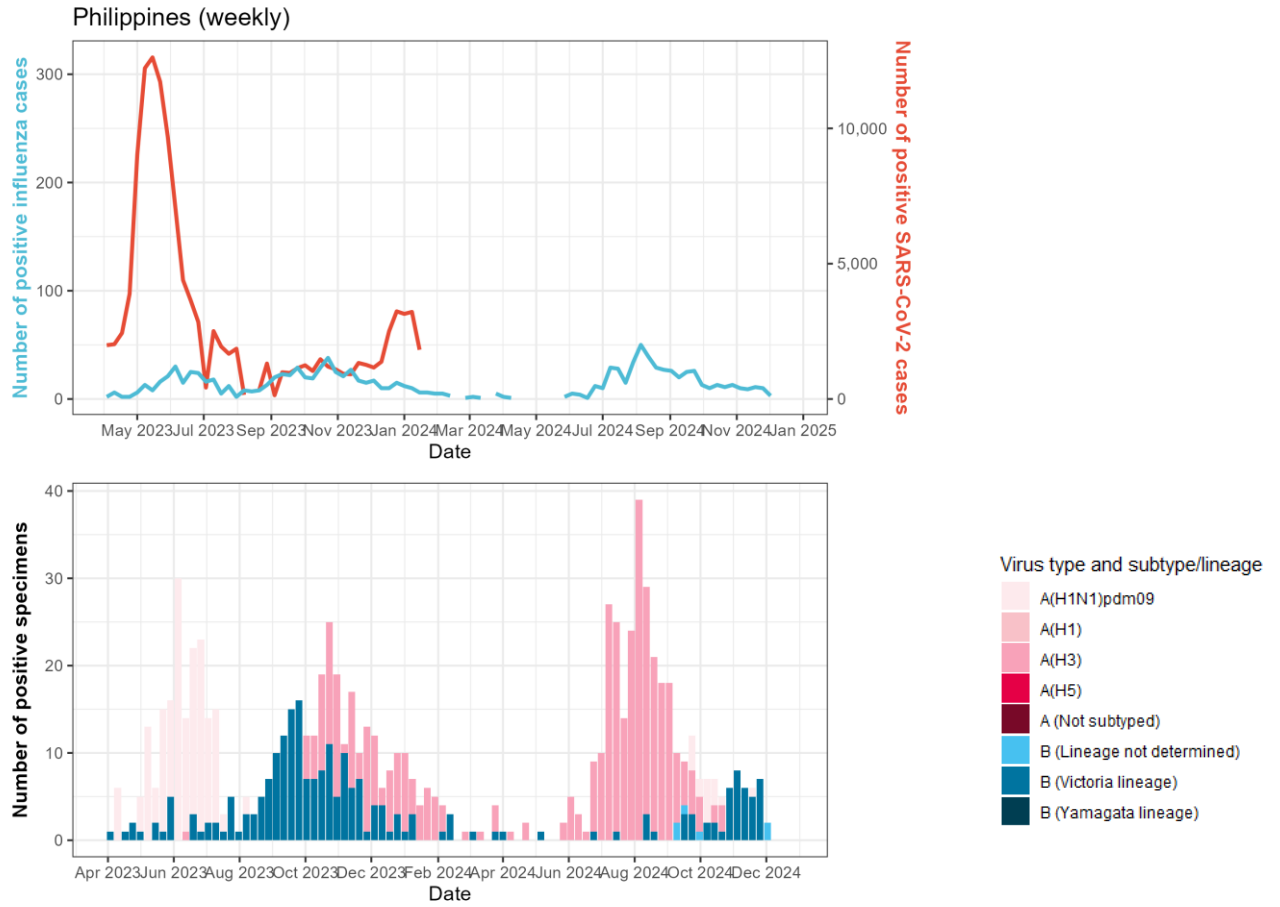 Philippines (weekly)
Number of positive influenza cases
300
200
100
0
10,000
5,000
0
Number of positive SARS-CoV-2 cases
May 2023 Jul 2023 Sep 2023 Nov 2023 Jan 2024 Mar 2024 May 2024 Jul 2024 Sep 2024 Nov 2024 Jan 2025
Date
Number of positive specimens
40
30
20
10
0
Apr 2023 Jun 2023 Aug 2023 Oct 2023 Dec 2023 Feb 2024 Apr 2024 Jun 2024 Aug 2024 Oct 2024 Dec 2024
Date
Virus type and subtype/lineage
A(H1N1)pdm09
A(H1)
A(H3)
A(H5)
A (Not subtyped)
B (Lineage not determined)
B (Victoria lineage)
B (Yamagata lineage)